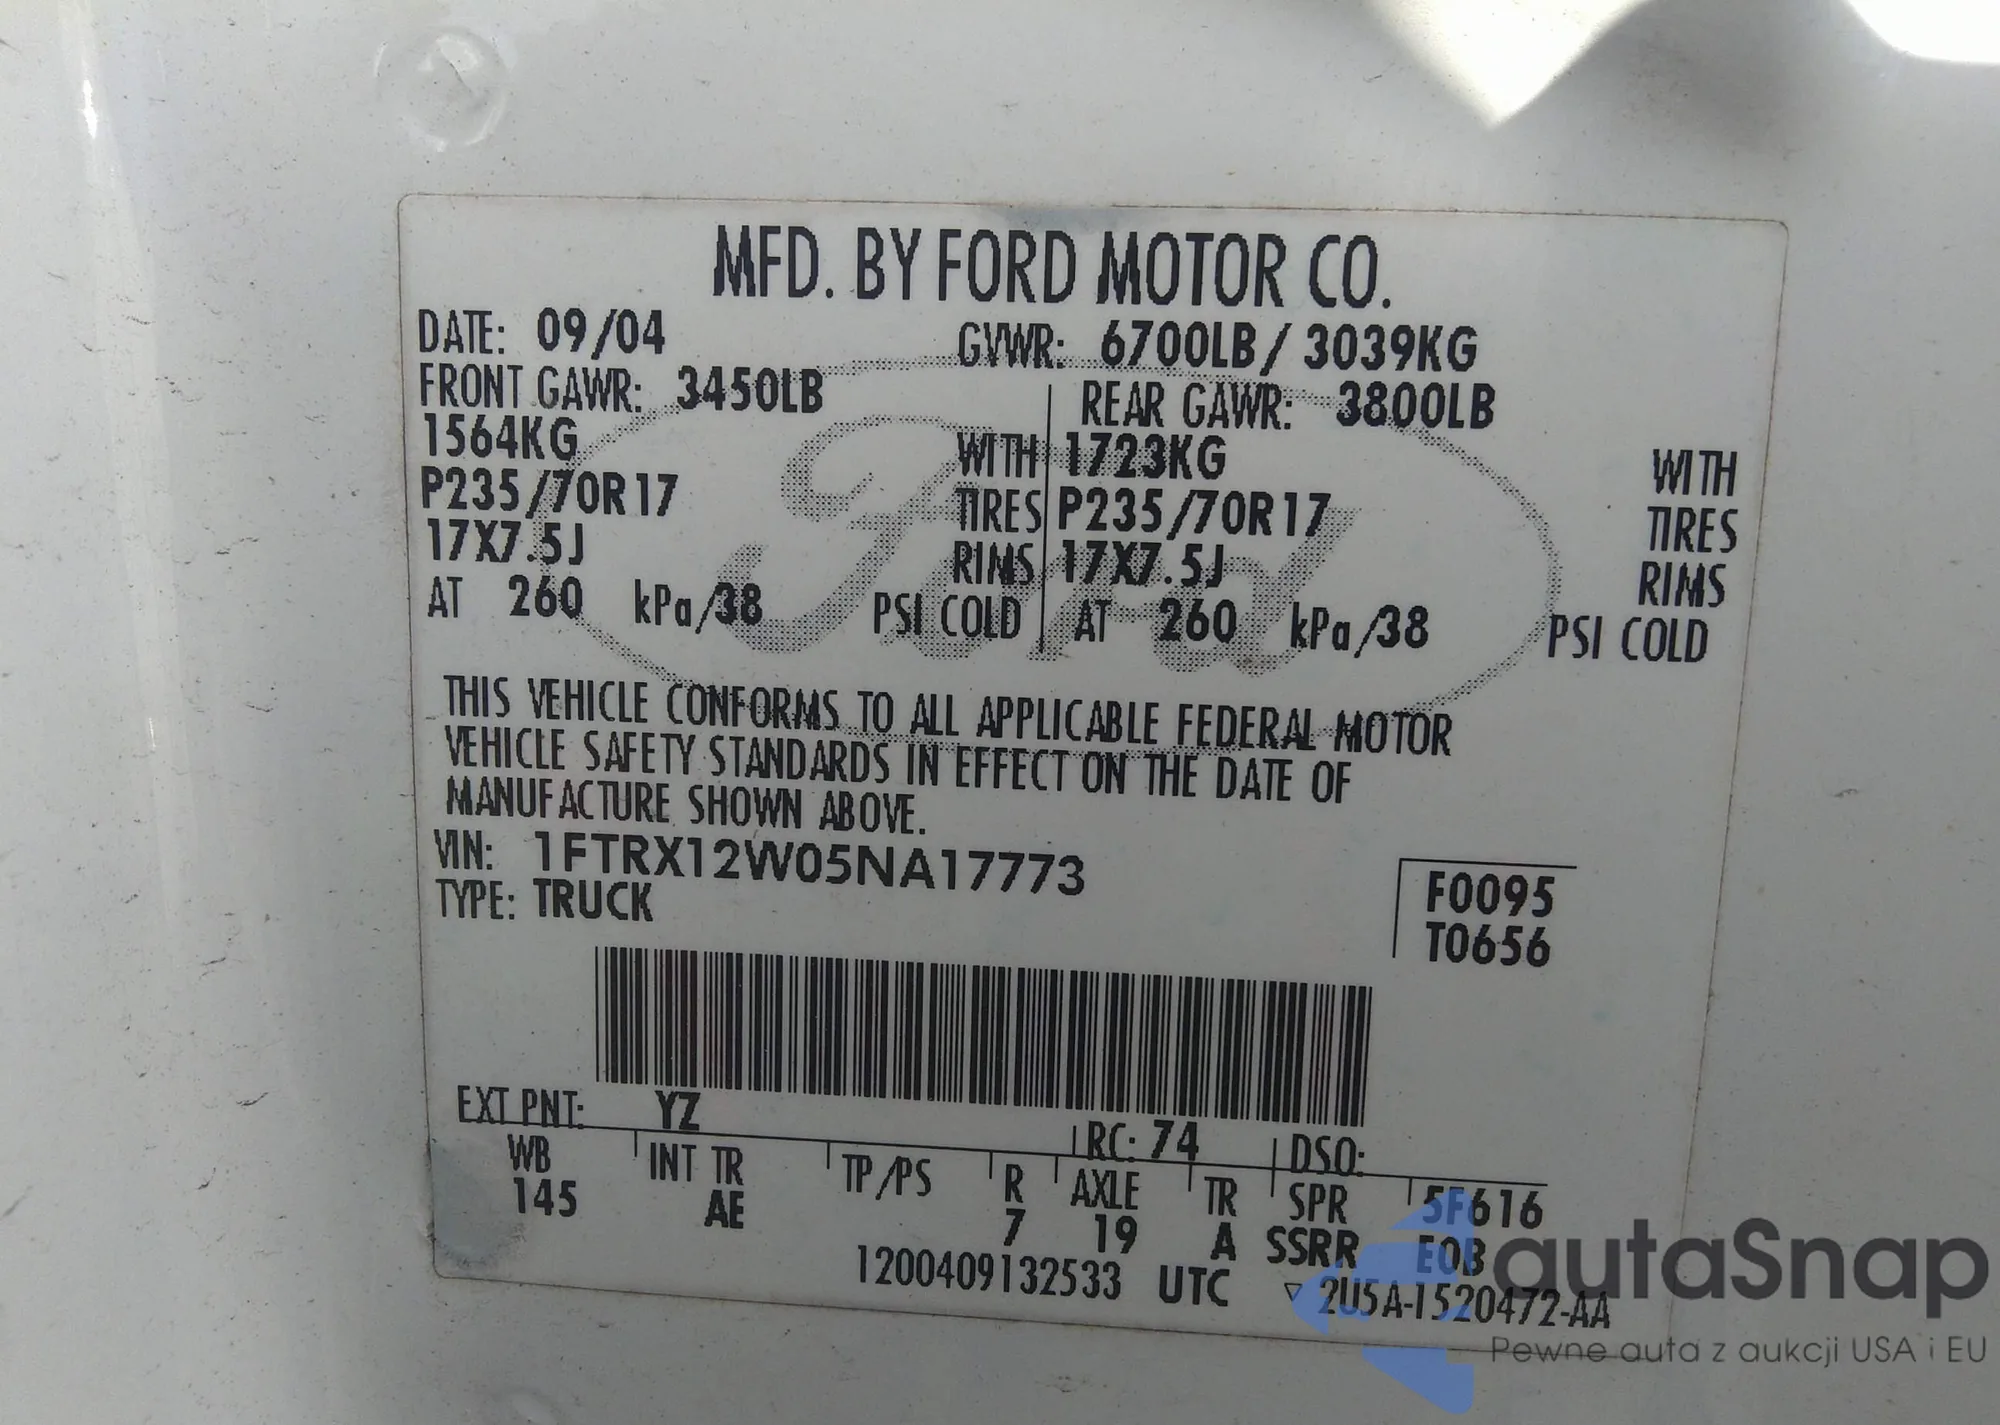 MFD. BY FORD MOTOR CO.
DATE: 09/04 GVWR: 6700LB/ 3039KG
FRONT GAWR: 3450LB REAR GAWR: 3800LB
1564KG WITH 1723KG WITH
P235/70R17 TIRES P235/70R17 TIRES
17X7.5J RIMS 17X7.5J RIMS
AT 260 kPa/38 PSI COLD AT 260 kPa/38 PSI COLD
Ford
THIS VEHICLE CONFORMS TO ALL APPLICABLE FEDERAL MOTOR
VEHICLE SAFETY STANDARDS IN EFFECT ON THE DATE OF
MANUFACTURE SHOWN ABOVE.
VIN: 1FTRX12W05NA17773
TYPE: TRUCK
F0095
T0656
EXT PNT: YZ RC: 74 DSO:
WB INT TR TP/PS R AXLE TR SPR 5F616
145 AE 7 19 A SSRR E0B
1200409132533 UTC ▽ 2U5A-1520472-AA
autaSnap
Pewne auta z aukcji USA i EU